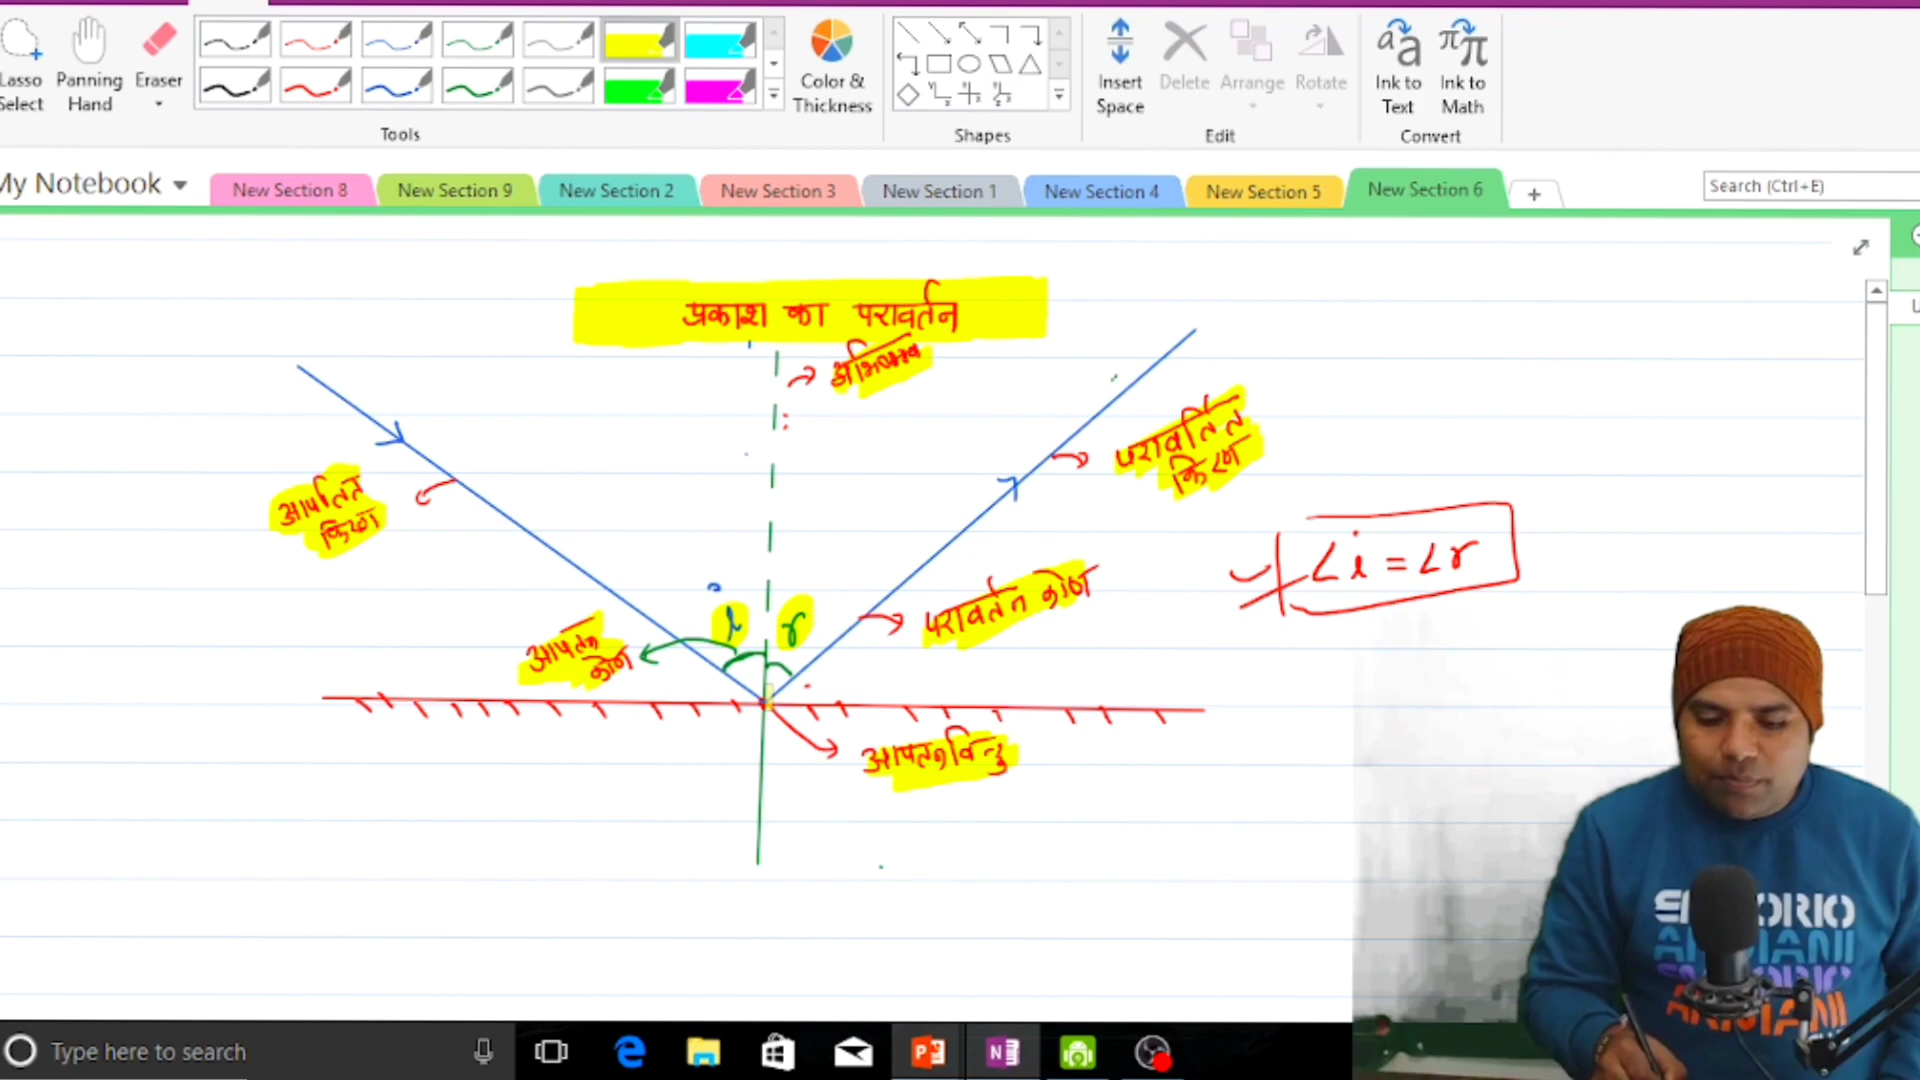 Lasso
Select
Panning
Hand
Eraser
Color &
Thickness
Insert
Space
Delete
Arrange
Rotate
Ink to
Text
Ink to
Math
Tools
Shapes
Edit
Convert
My Notebook
New Section 8
New Section 9
New Section 2
New Section 3
New Section 1
New Section 4
New Section 5
New Section 6
+
Search (Ctrl+E)
प्रकाश का परावर्तन
परावर्तित
किरण
आपतित
किरण
∠i = ∠r
i
r
परावर्तन कोण
आपतन
कोण
आपतन बिन्दु
EMPORIO
ARMANI
ARMANI
Type here to search